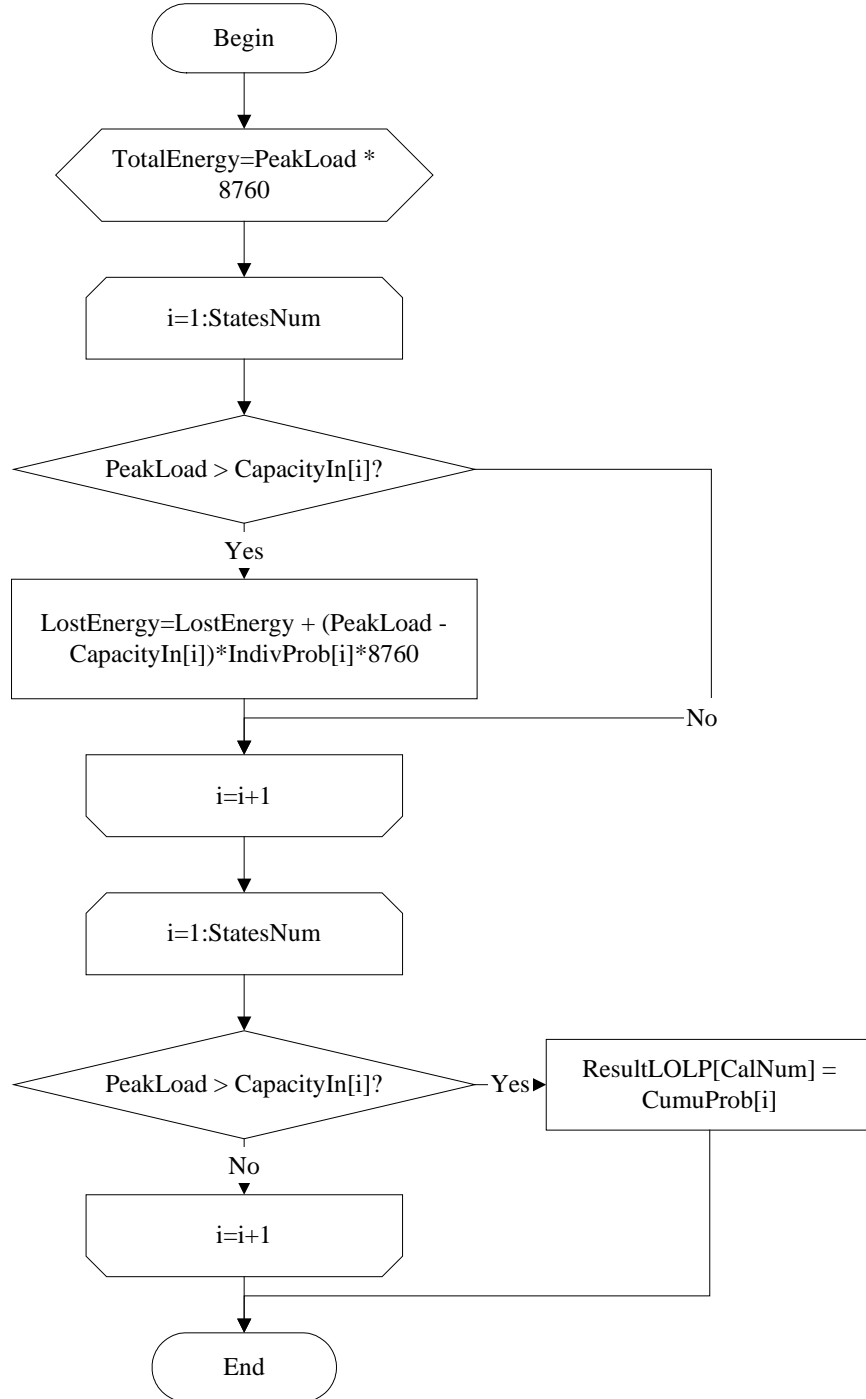 Begin
TotalEnergy=PeakLoad *
8760
i=1:StatesNum
PeakLoad > CapacityIn[i]?
Yes
LostEnergy=LostEnergy + (PeakLoad -
CapacityIn[i])*IndivProb[i]*8760
No
i=i+1
i=1:StatesNum
PeakLoad > CapacityIn[i]?
Yes
ResultLOLP[CalNum] =
CumuProb[i]
No
i=i+1
End